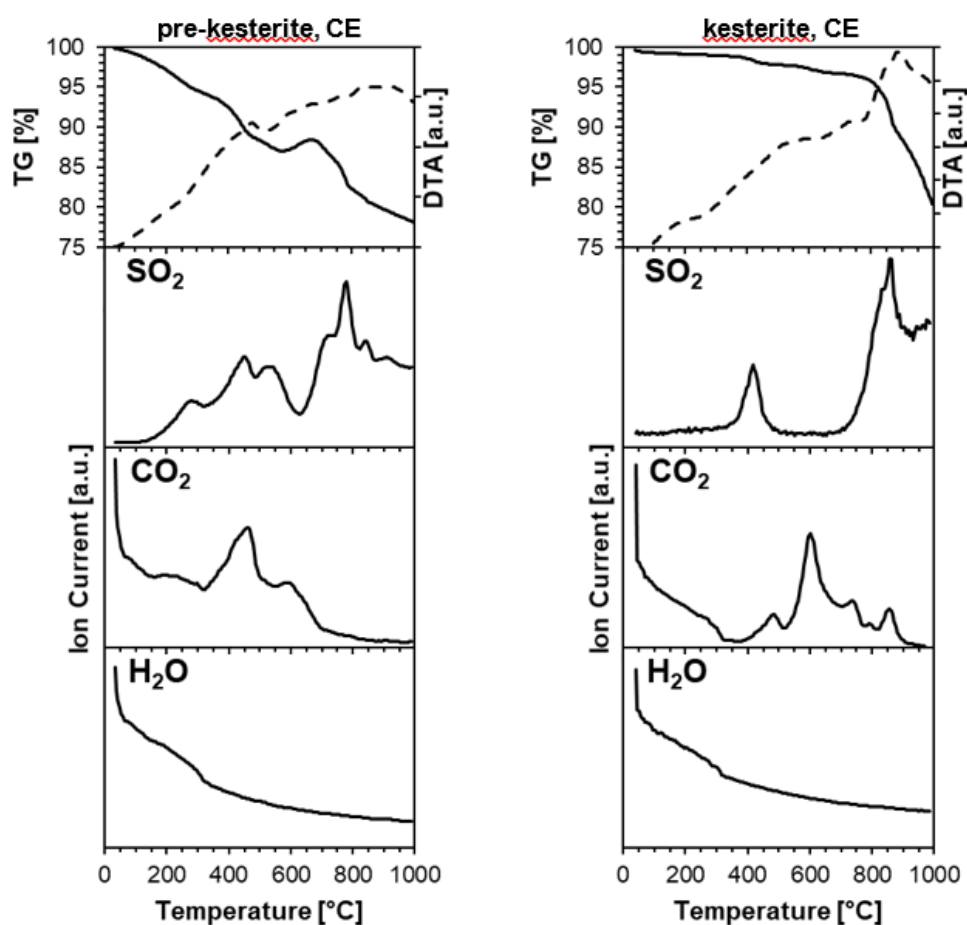 pre-kesterite, CE
100
95
90
85
80
75
TG [%]
DTA [a.u.]
SO2
CO2
H2O
Ion Current [a.u.]
0 200 400 600 800 1000
Temperature [°C]
kesterite, CE
100
95
90
85
80
75
TG [%]
DTA [a.u.]
SO2
CO2
H2O
Ion Current [a.u.]
0 200 400 600 800 1000
Temperature [°C]